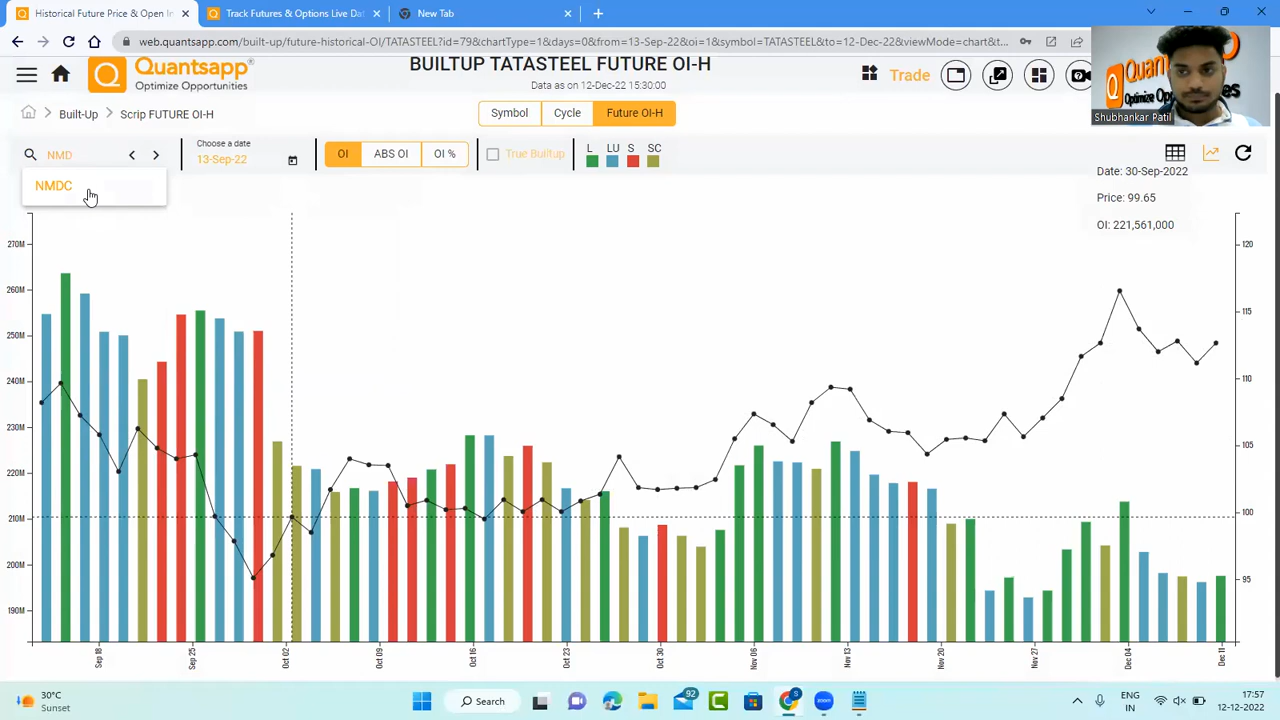 Historical Future Price & Open In
Track Futures & Options Live Da
New Tab
web.quantsapp.com/built-up/future-historical-OI/TATASTEEL?id=79&chartType=1&days=0&from=13-Sep-22&oi=1&symbol=TATASTEEL&to=12-Dec-22&viewMode=chart&t...
Quantsapp
Optimize Opportunities
BUILTUP TATASTEEL FUTURE OI-H
Data as on 12-Dec-22 15:30:00
Trade
Shubhankar Patil
Built-Up
Scrip FUTURE OI-H
Symbol
Cycle
Future OI-H
NMD
Choose a date
13-Sep-22
OI
ABS OI
OI %
True Builtup
L
LU
S
SC
NMDC
Date: 30-Sep-2022
Price: 99.65
OI: 221,561,000
270M
260M
250M
240M
230M
220M
210M
200M
190M
120
115
110
105
100
95
Sep 18
Sep 25
Oct 02
Oct 09
Oct 16
Oct 23
Oct 30
Nov 06
Nov 13
Nov 20
Nov 27
Dec 04
Dec 11
30°C
Sunset
Search
92
S
ENG
IN
17:57
12-12-2022